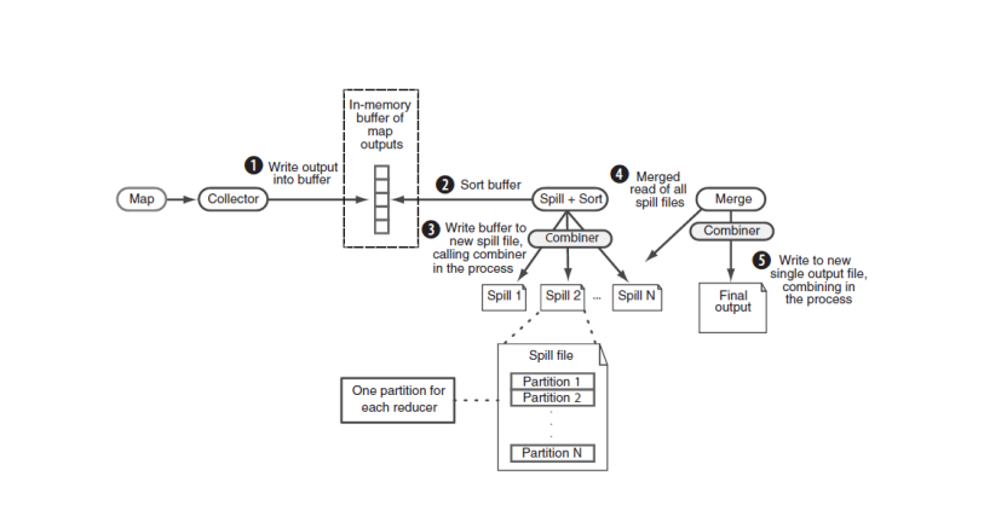 In-memory
buffer of
map
outputs
1 Write output
into buffer
Map
Collector
2 Sort buffer
Spill + Sort
3 Write buffer to
new spill file,
calling combiner
in the process
Combiner
4 Merged
read of all
spill files
Merge
Combiner
5 Write to new
single output file,
combining in
the process
Spill 1
Spill 2
...
Spill N
Final
output
Spill file
Partition 1
Partition 2
.
.
.
Partition N
One partition for
each reducer